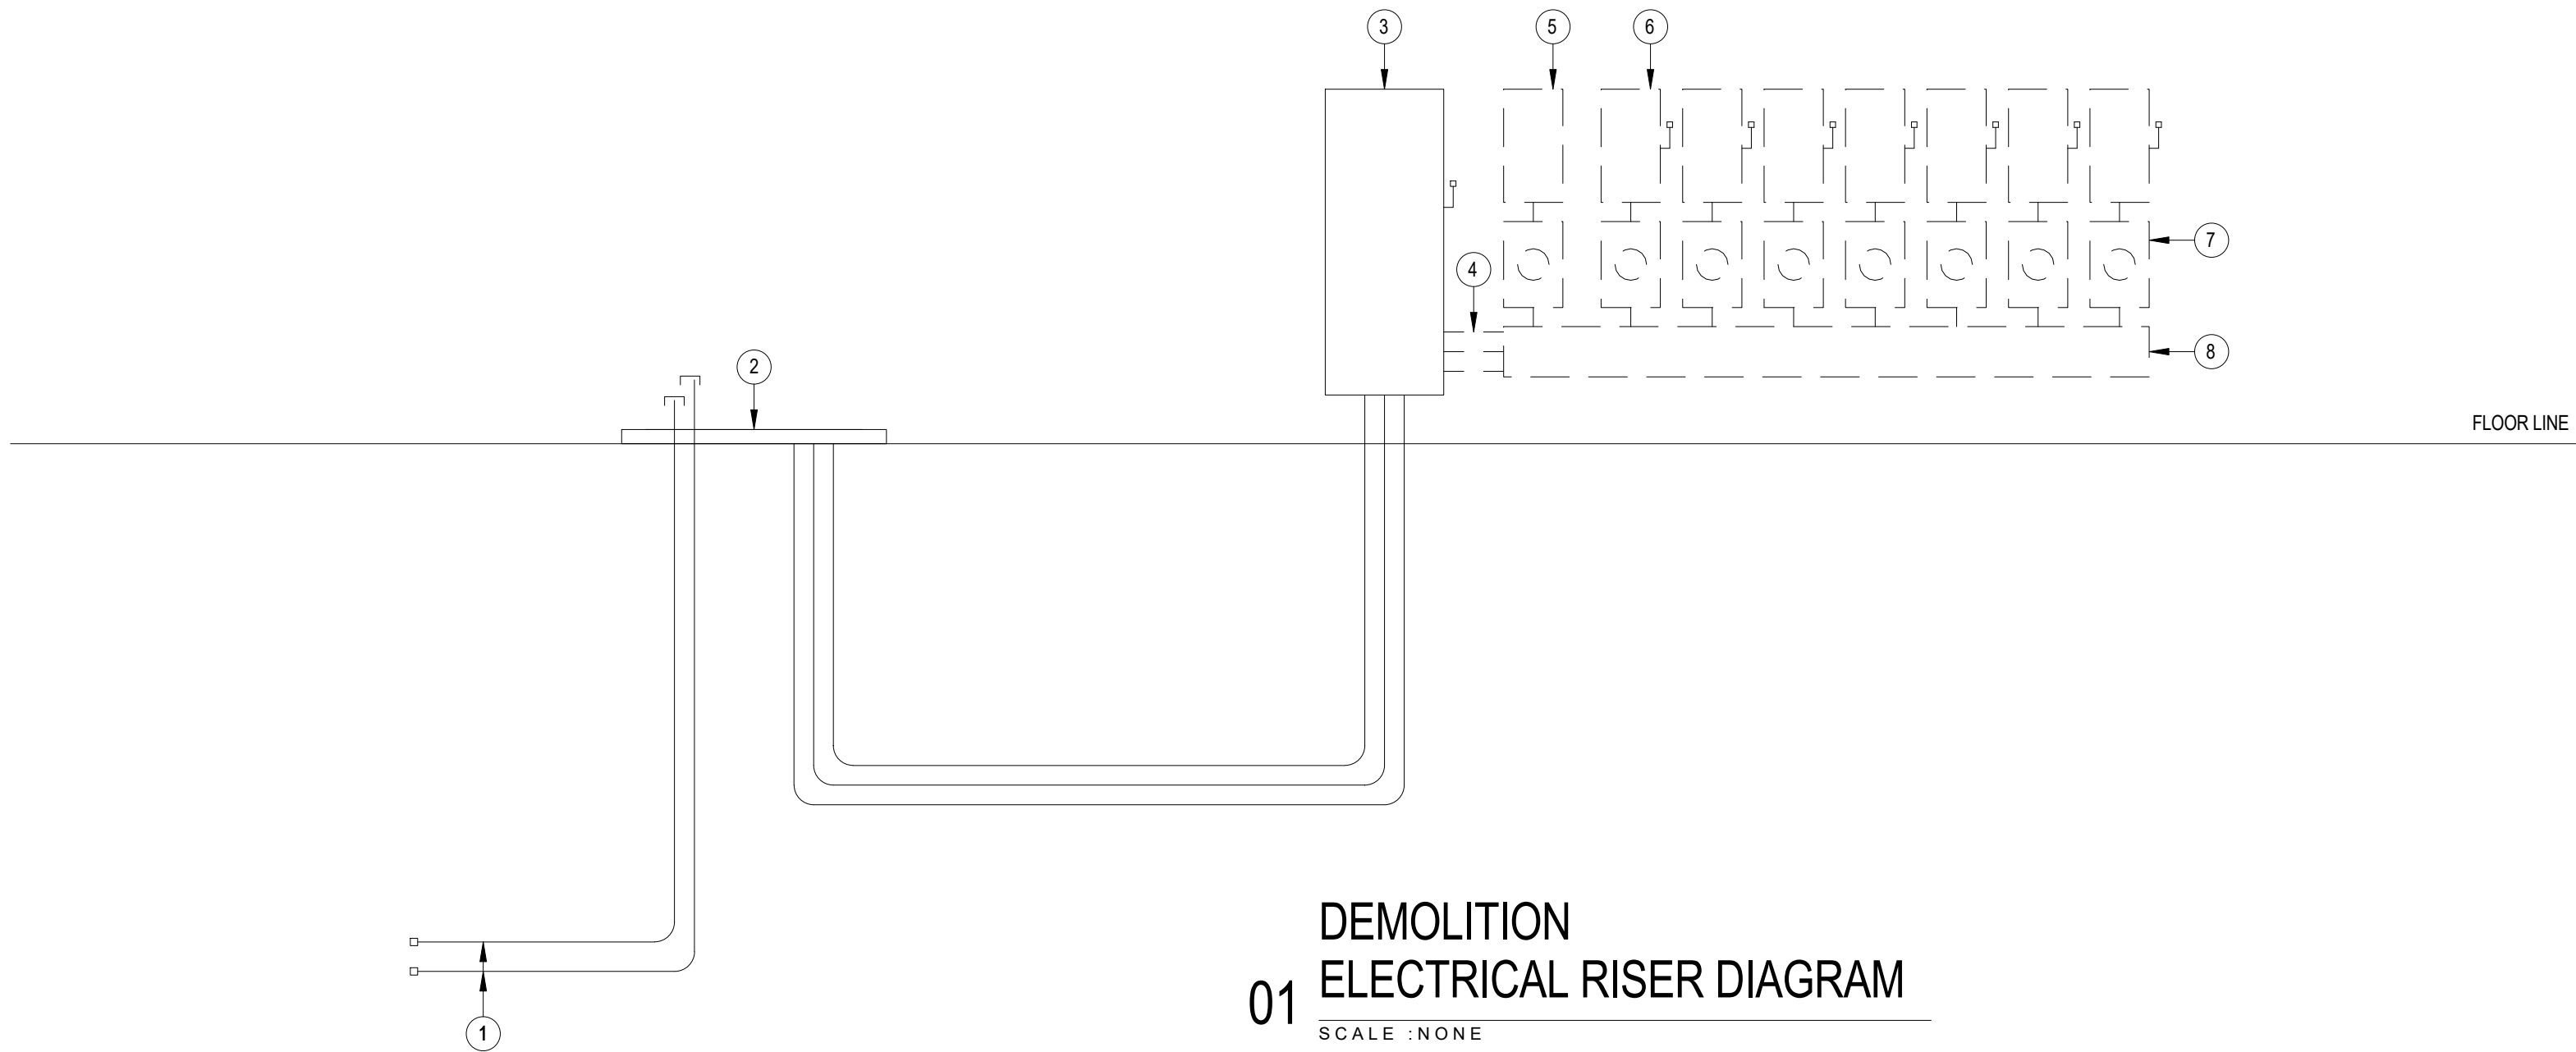 3
5
6
7
4
8
2
FLOOR LINE
1
DEMOLITION
ELECTRICAL RISER DIAGRAM
01
SCALE :NONE